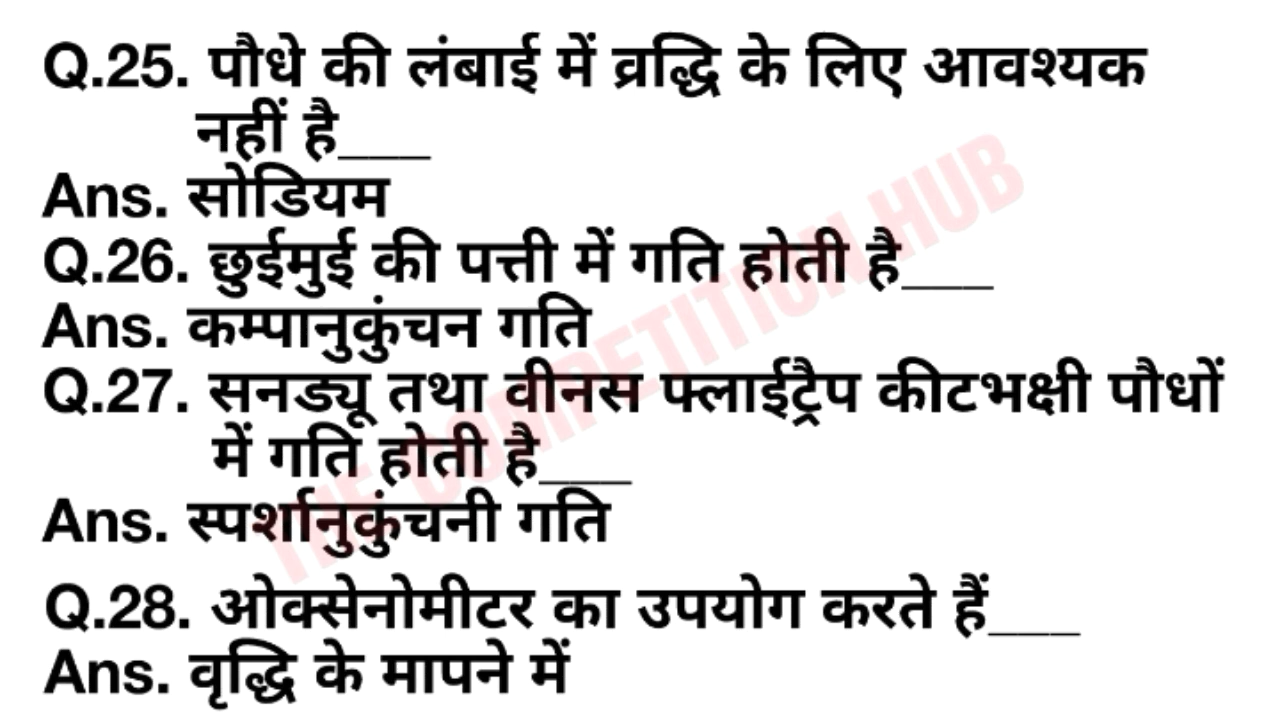 Q.25. पौधे की लंबाई में व्रद्धि के लिए आवश्यक
नहीं है___
Ans. सोडियम
Q.26. छुईमुई की पत्ती में गति होती है___
Ans. कम्पानुकुंचन गति
Q.27. सनड्यू तथा वीनस फ्लाईट्रैप कीटभक्षी पौधों
में गति होती है___
Ans. स्पर्शानुकुंचनी गति
Q.28. ओक्सेनोमीटर का उपयोग करते हैं___
Ans. वृद्धि के मापने में
THE COMPETITION HUB